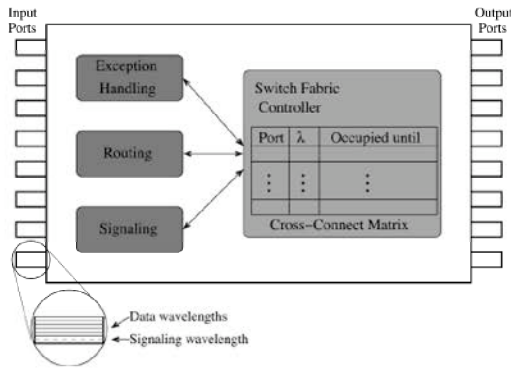 Input
Ports
Output
Ports
Exception
Handling
Routing
Signaling
Switch Fabric
Controller
Port λ Occupied until
Cross-Connect Matrix
Data wavelengths
Signaling wavelength